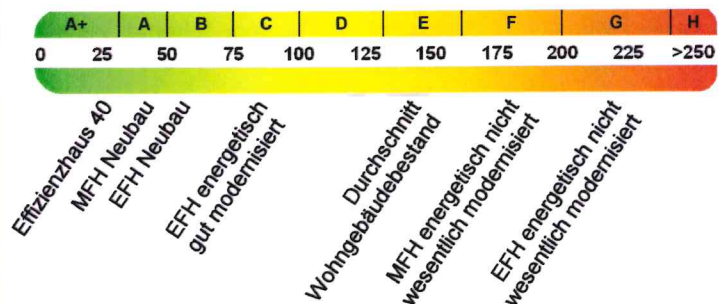 A+ A B C D E F G H
0 25 50 75 100 125 150 175 200 225 >250
Effizienzhaus 40
MFH Neubau
EFH Neubau
EFH energetisch
gut modernisiert
Durchschnitt
Wohngebäudebestand
MFH energetisch nicht
wesentlich modernisiert
EFH energetisch nicht
wesentlich modernisiert